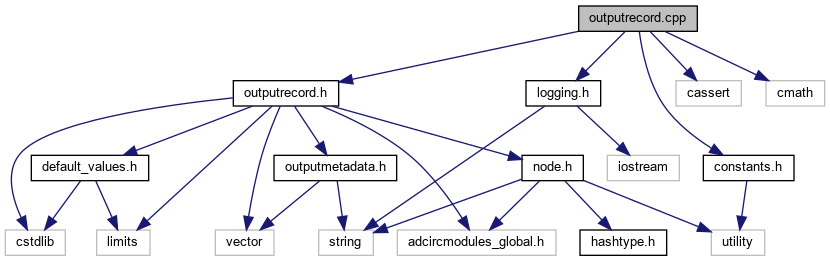 outputrecord.cpp
outputrecord.h
logging.h
cassert
cmath
default_values.h
outputmetadata.h
node.h
iostream
constants.h
cstdlib
limits
vector
string
adcircmodules_global.h
hashtype.h
utility